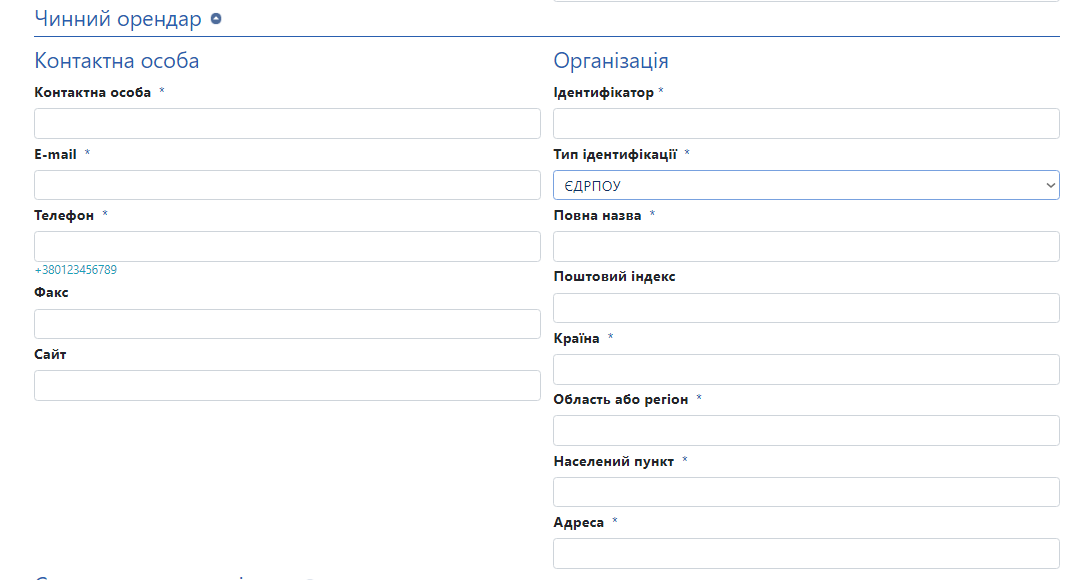 Чинний орендар
Контактна особа
Контактна особа *
E-mail *
Телефон *
+380123456789
Факс
Сайт
Організація
Ідентифікатор *
Тип ідентифікації *
ЄДРПОУ
Повна назва *
Поштовий індекс
Країна *
Область або регіон *
Населений пункт *
Адреса *